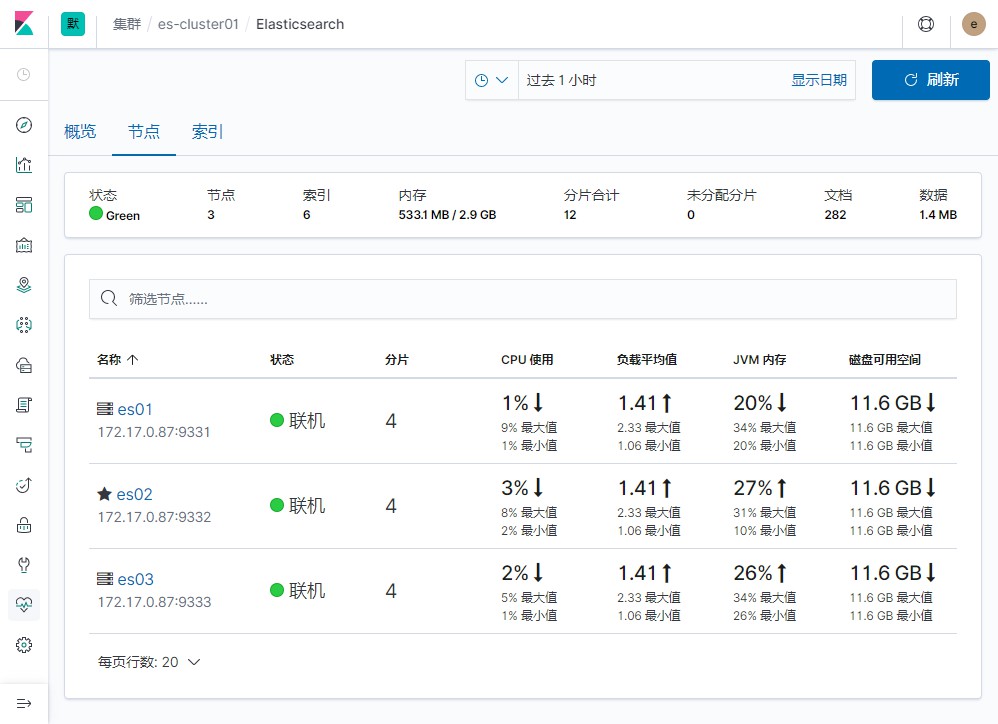 默 集群 / es-cluster01 / Elasticsearch e
过去 1 小时 显示日期 刷新
概览 节点 索引
状态 节点 索引 内存 分片合计 未分配分片 文档 数据
Green 3 6 533.1 MB / 2.9 GB 12 0 282 1.4 MB
筛选节点......
名称 ↑ 状态 分片 CPU 使用 负载平均值 JVM 内存 磁盘可用空间
es01 联机 4 1% ↓ 1.41 ↑ 20% ↓ 11.6 GB ↓
172.17.0.87:9331 9% 最大值 2.33 最大值 34% 最大值 11.6 GB 最大值
1% 最小值 1.06 最小值 20% 最小值 11.6 GB 最小值
es02 联机 4 3% ↓ 1.41 ↑ 27% ↑ 11.6 GB ↓
172.17.0.87:9332 8% 最大值 2.33 最大值 31% 最大值 11.6 GB 最大值
2% 最小值 1.06 最小值 10% 最小值 11.6 GB 最小值
es03 联机 4 2% ↓ 1.41 ↑ 26% ↑ 11.6 GB ↓
172.17.0.87:9333 5% 最大值 2.33 最大值 34% 最大值 11.6 GB 最大值
1% 最小值 1.06 最小值 26% 最小值 11.6 GB 最小值
每页行数: 20